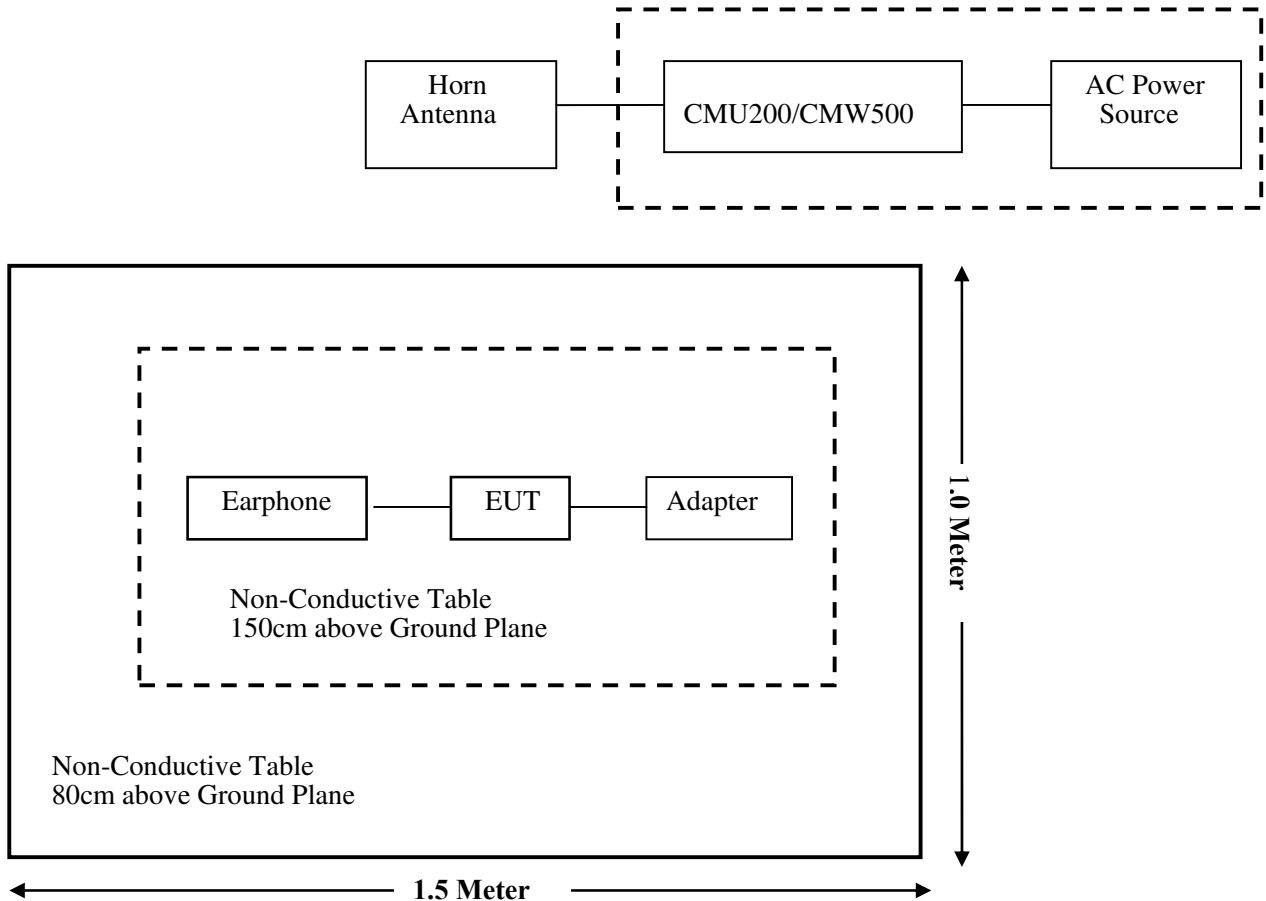 Horn
Antenna
CMU200/CMW500
AC Power
Source
Earphone
EUT
Adapter
1.0 Meter
Non-Conductive Table
150cm above Ground Plane
Non-Conductive Table
80cm above Ground Plane
1.5 Meter